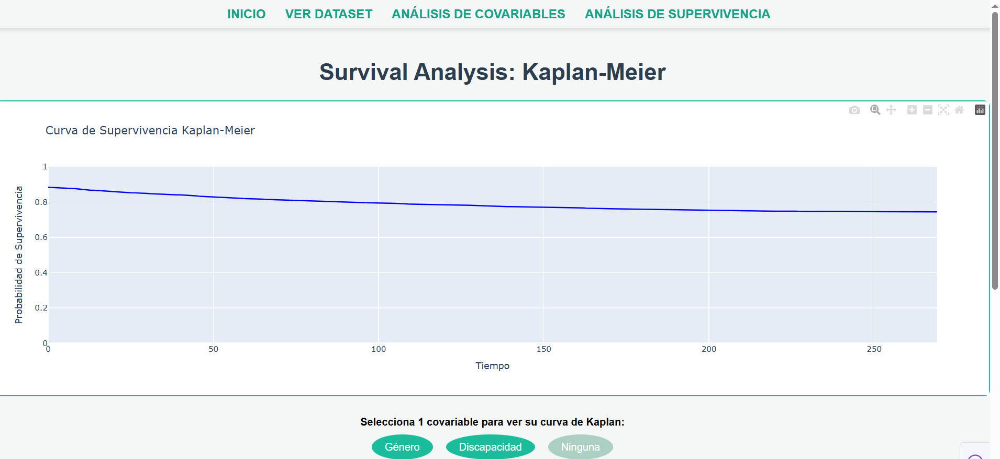 INICIO VER DATASET ANÁLISIS DE COVARIABLES ANÁLISIS DE SUPERVIVENCIA
Survival Analysis: Kaplan-Meier
Curva de Supervivencia Kaplan-Meier
Probabilidad de Supervivencia
1
0.8
0.6
0.4
0.2
0
0 50 100 150 200 250
Tiempo
Selecciona 1 covariable para ver su curva de Kaplan:
Género Discapacidad Ninguna